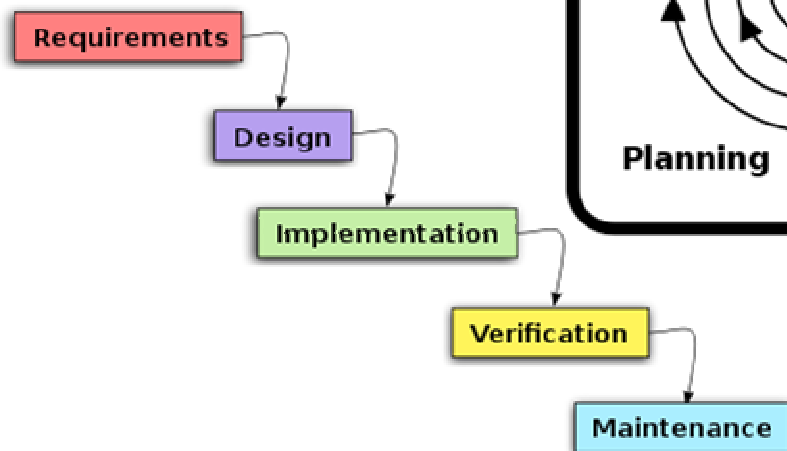 Requirements
Design
Planning
Implementation
Verification
Maintenance